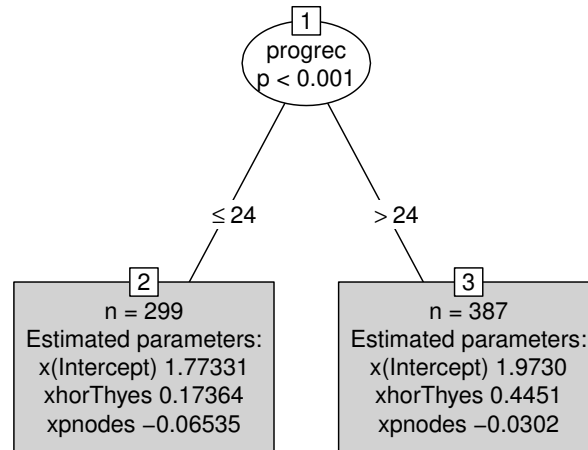 1
progrec
p < 0.001
≤ 24
> 24
2
n = 299
Estimated parameters:
x(Intercept) 1.77331
xhorThyes 0.17364
xpnodes −0.06535
3
n = 387
Estimated parameters:
x(Intercept) 1.9730
xhorThyes 0.4451
xpnodes −0.0302